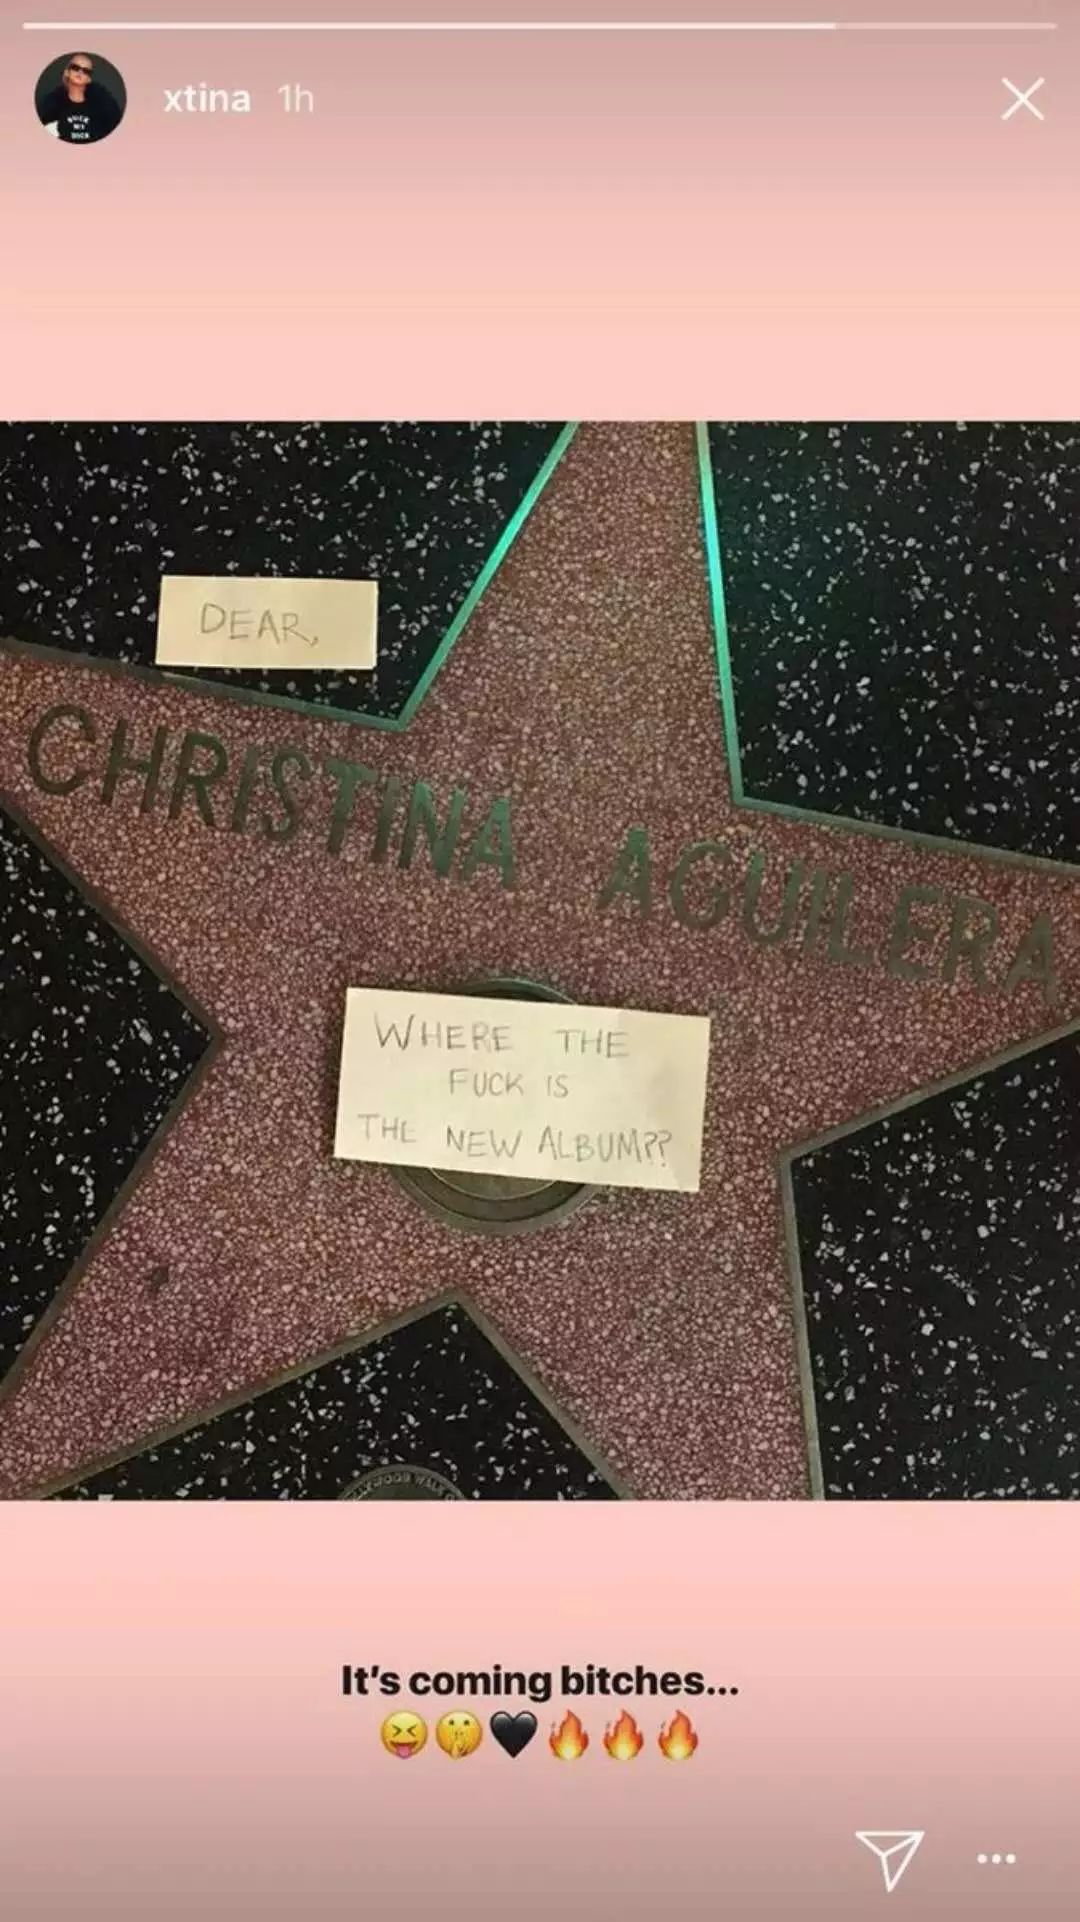 xtina 1h
DEAR,
CHRISTINA AGUILERA
WHERE THE
FUCK IS
THE NEW ALBUM??
It's coming bitches...
😝🤫🖤🔥🔥🔥